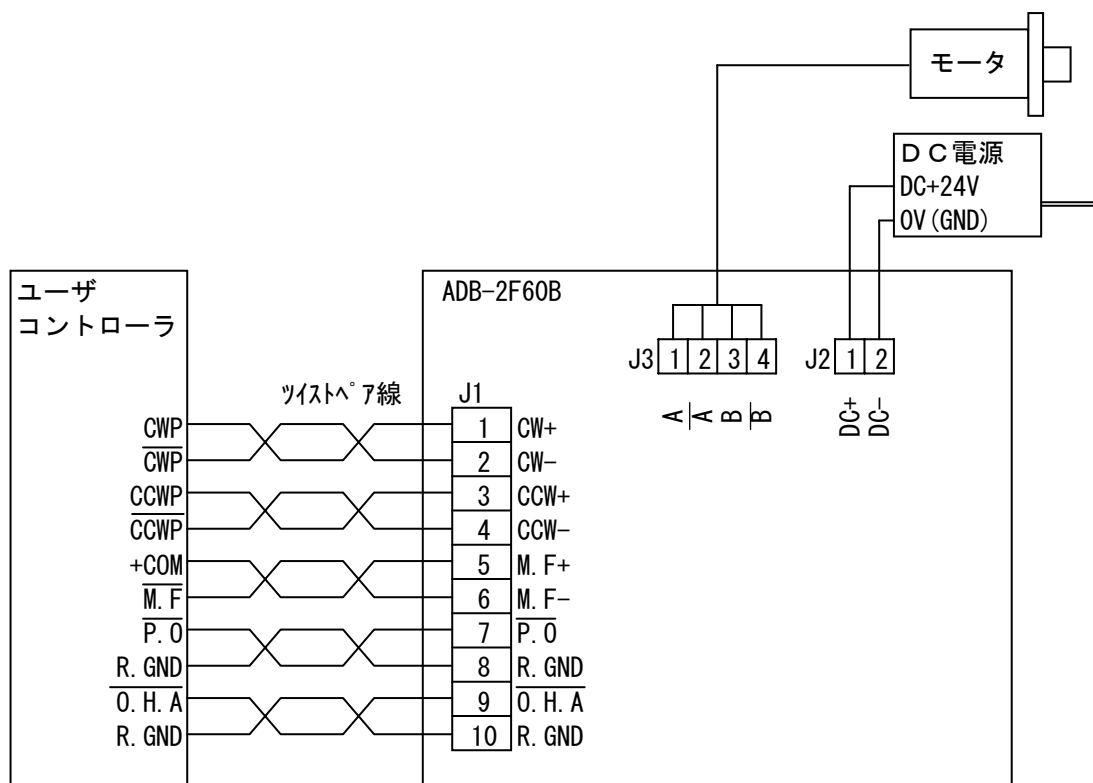 モータ
DC電源
DC+24V
0V(GND)
ユーザ
コントローラ
ADB-2F60B
J3 1 2 3 4
J2 1 2
A A̅ B B̅
DC+ DC-
ツイストペア線
J1
CWP 1 CW+
C̅W̅P̅ 2 CW-
CCWP 3 CCW+
C̅C̅W̅P̅ 4 CCW-
+COM 5 M.F+
M̅.̅F̅ 6 M.F-
P̅.̅O̅ 7 P̅.̅O̅
R.GND 8 R.GND
O̅.̅H̅.̅A̅ 9 O̅.̅H̅.̅A̅
R.GND 10 R.GND